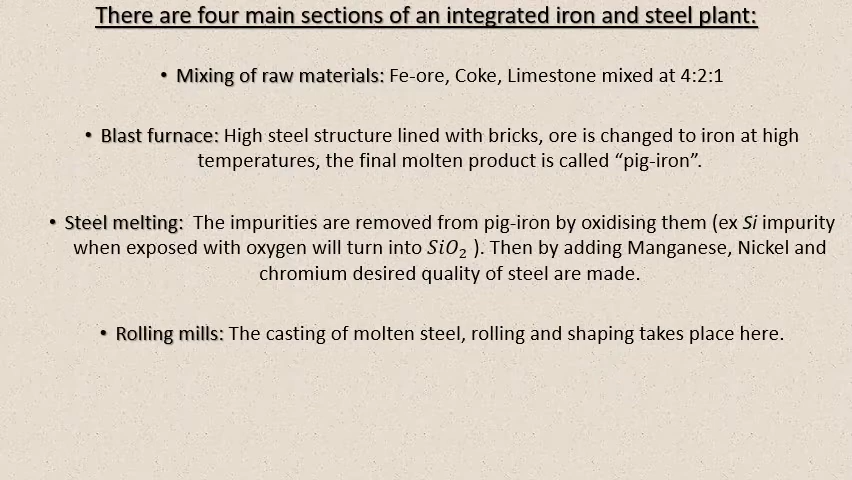 There are four main sections of an integrated iron and steel plant:
• Mixing of raw materials: Fe-ore, Coke, Limestone mixed at 4:2:1
• Blast furnace: High steel structure lined with bricks, ore is changed to iron at high
temperatures, the final molten product is called “pig-iron”.
• Steel melting:  The impurities are removed from pig-iron by oxidising them (ex Si impurity
when exposed with oxygen will turn into SiO₂ ). Then by adding Manganese, Nickel and
chromium desired quality of steel are made.
• Rolling mills: The casting of molten steel, rolling and shaping takes place here.